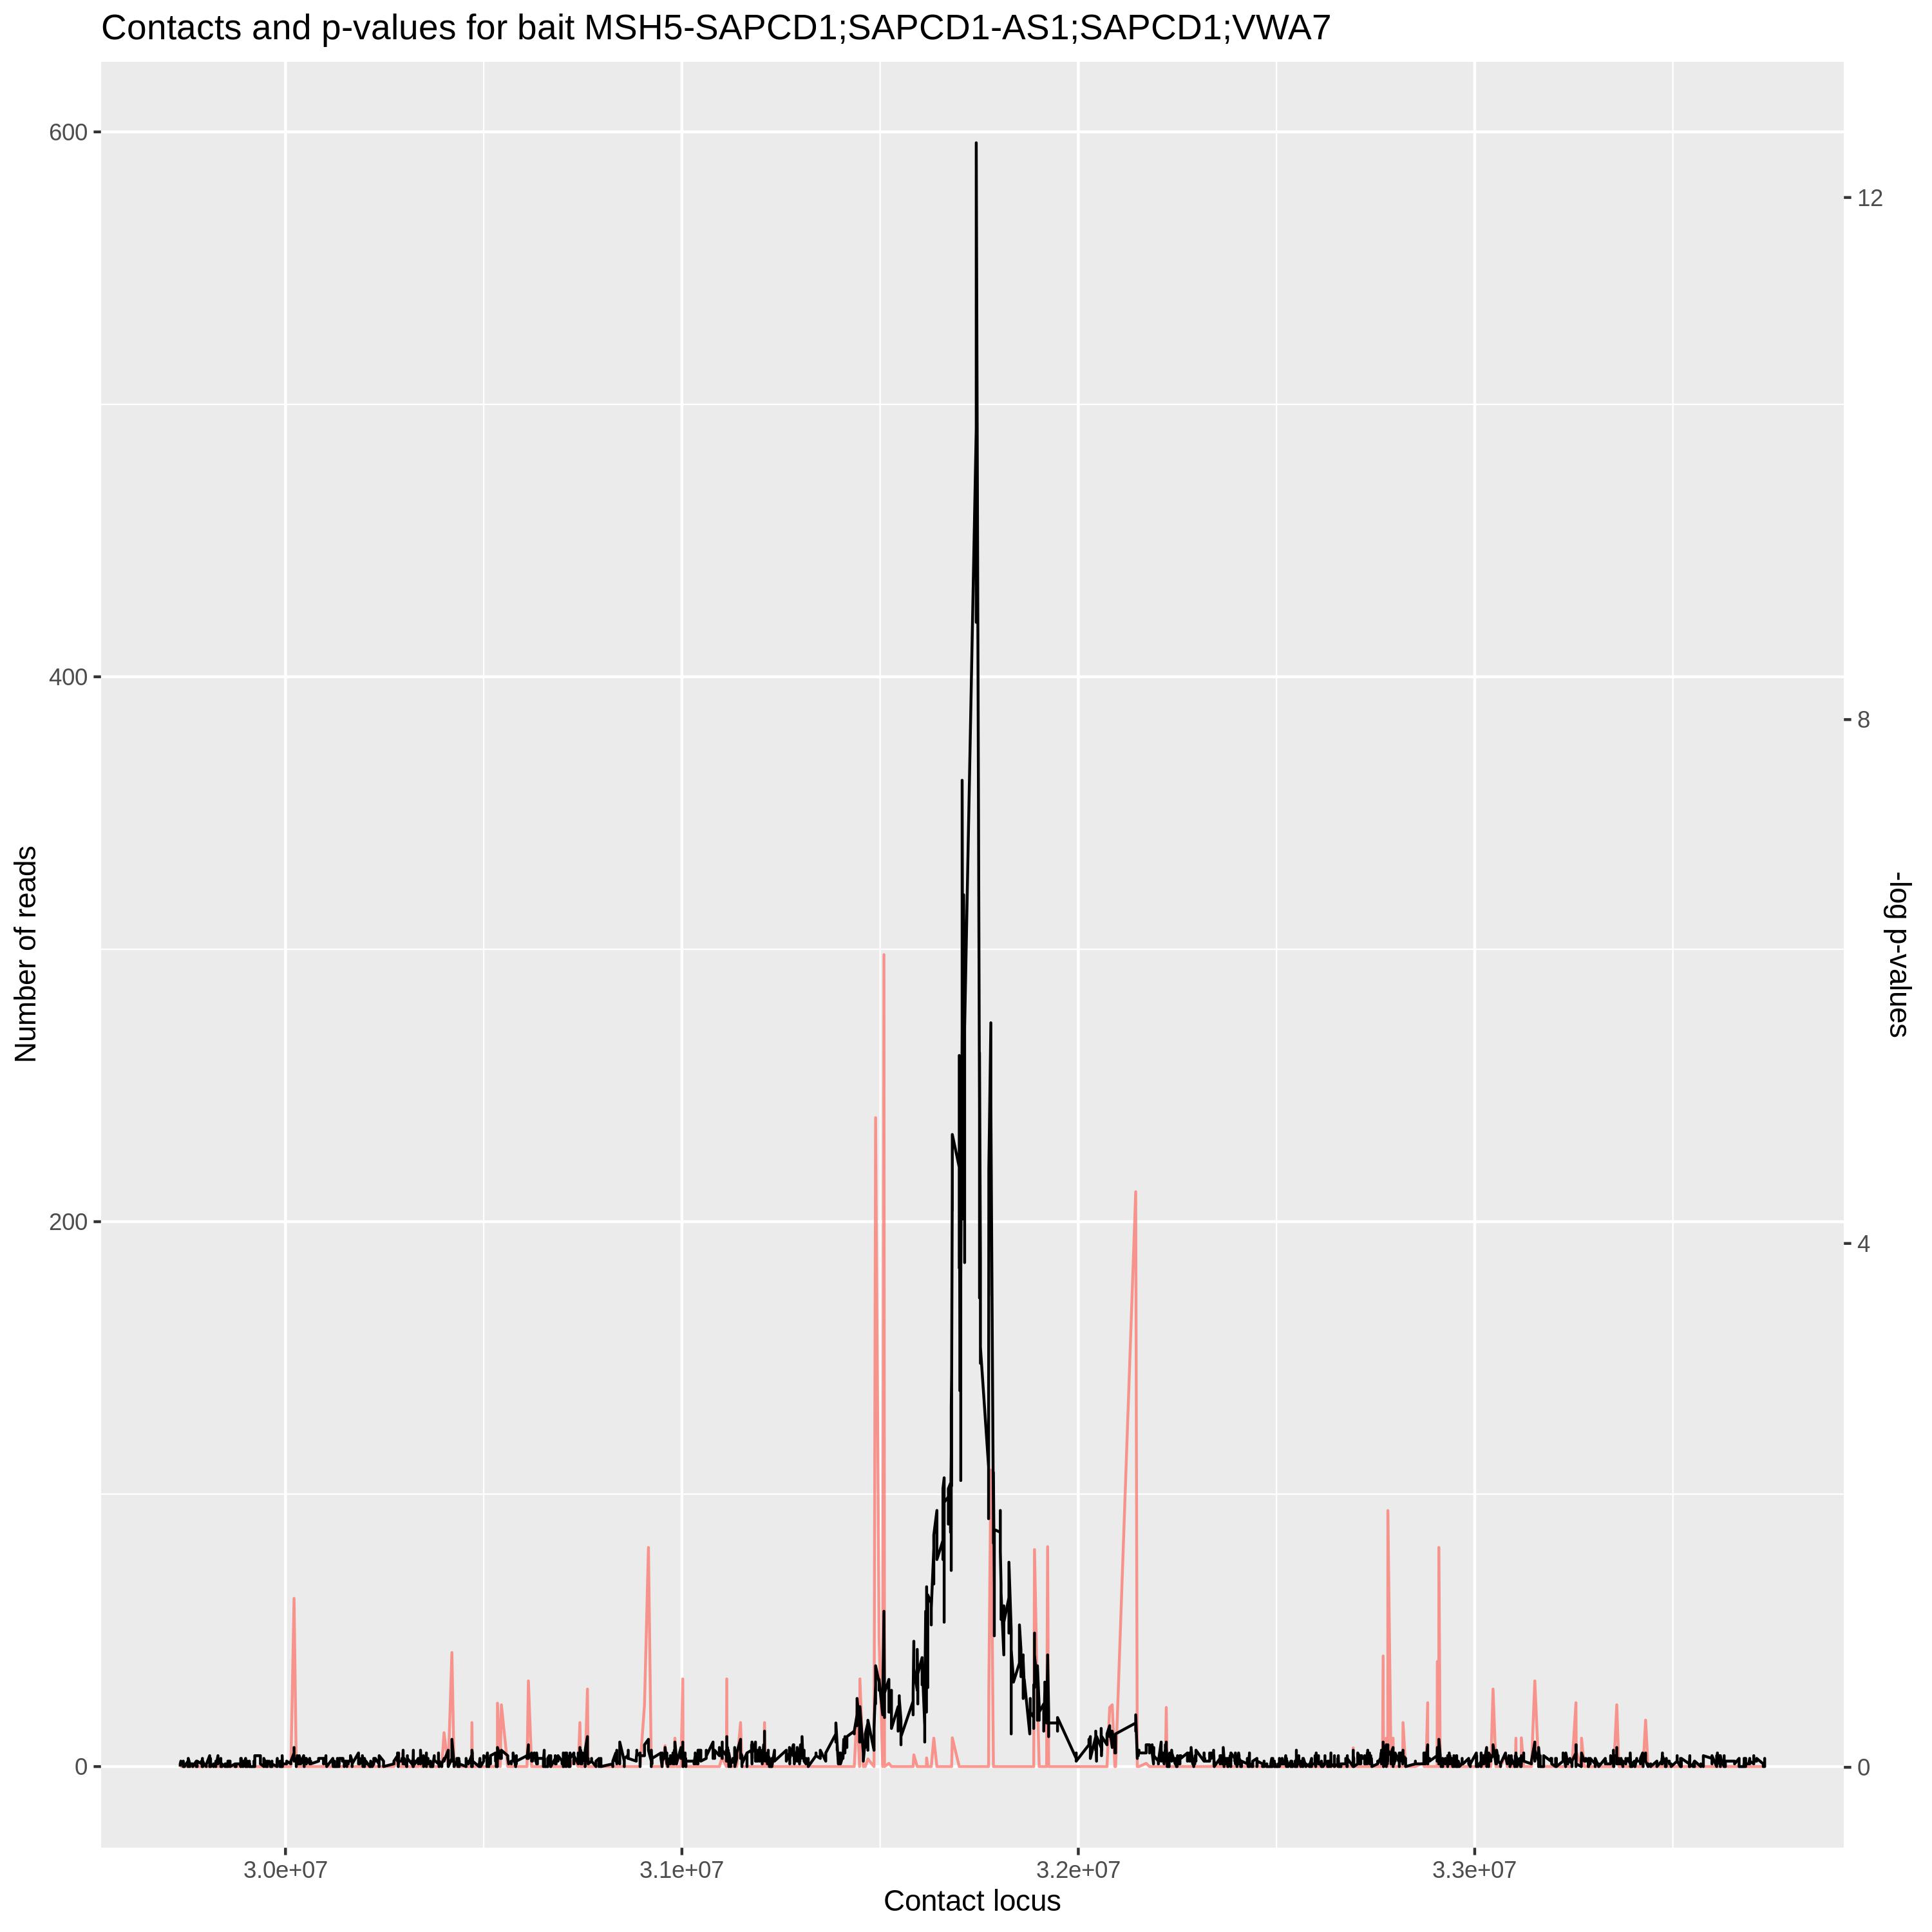 Contacts and p-values for bait MSH5-SAPCD1;SAPCD1-AS1;SAPCD1;VWA7
600
400
200
0
Number of reads
12
8
4
0
-log p-values
3.0e+07
3.1e+07
3.2e+07
3.3e+07
Contact locus